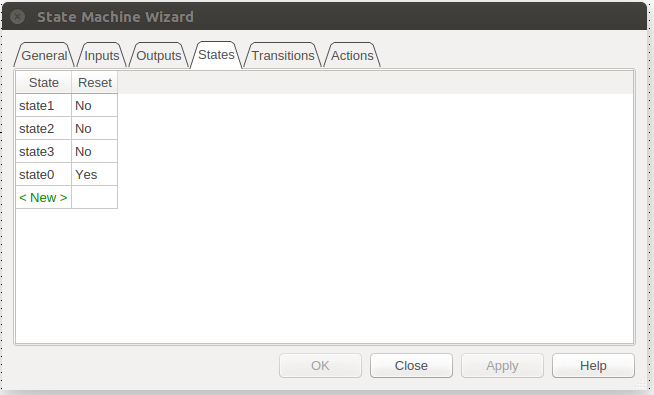 State Machine Wizard
General Inputs Outputs States Transitions Actions
State Reset
state1 No
state2 No
state3 No
state0 Yes
< New >
OK Close Apply Help